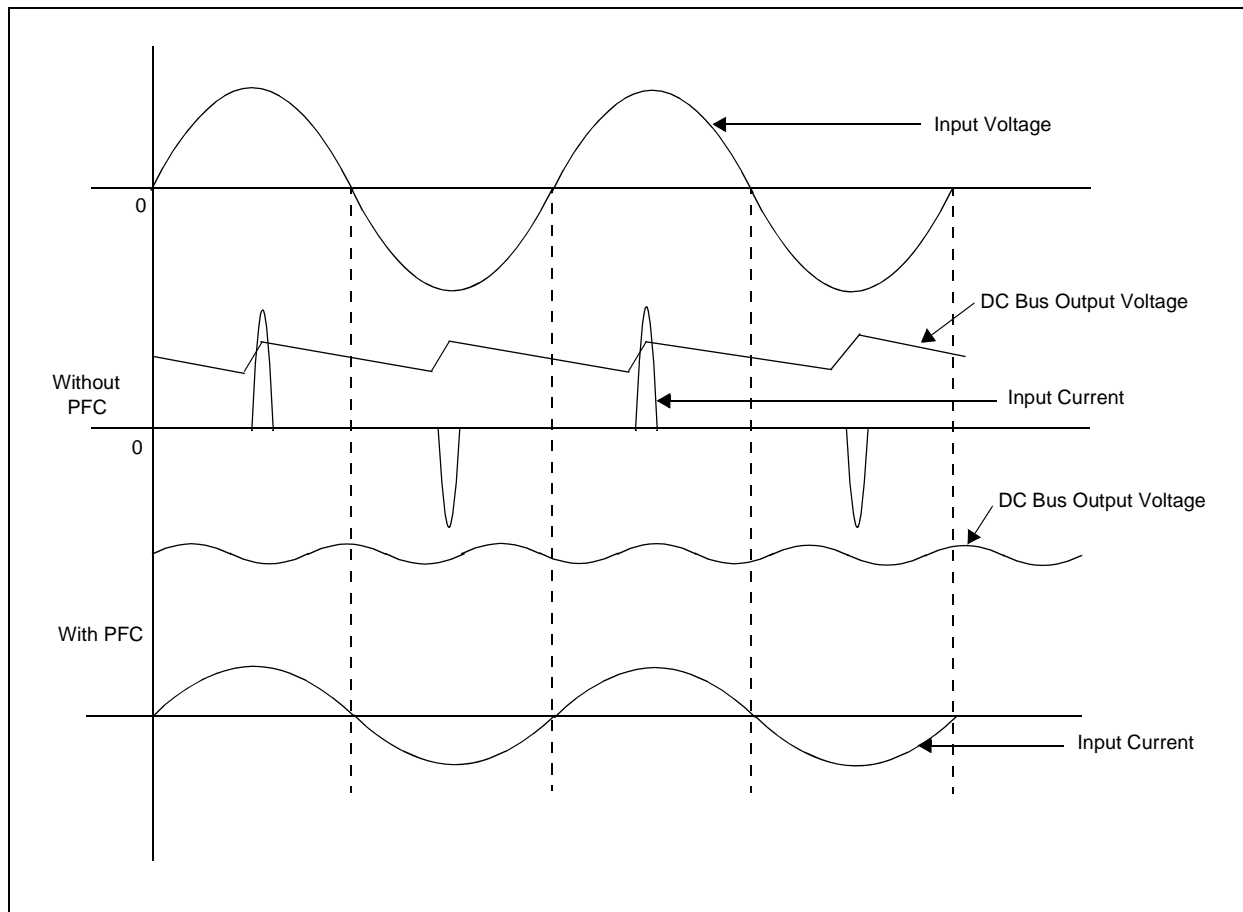 Input Voltage
0
DC Bus Output Voltage
Without
PFC
Input Current
0
DC Bus Output Voltage
With PFC
Input Current